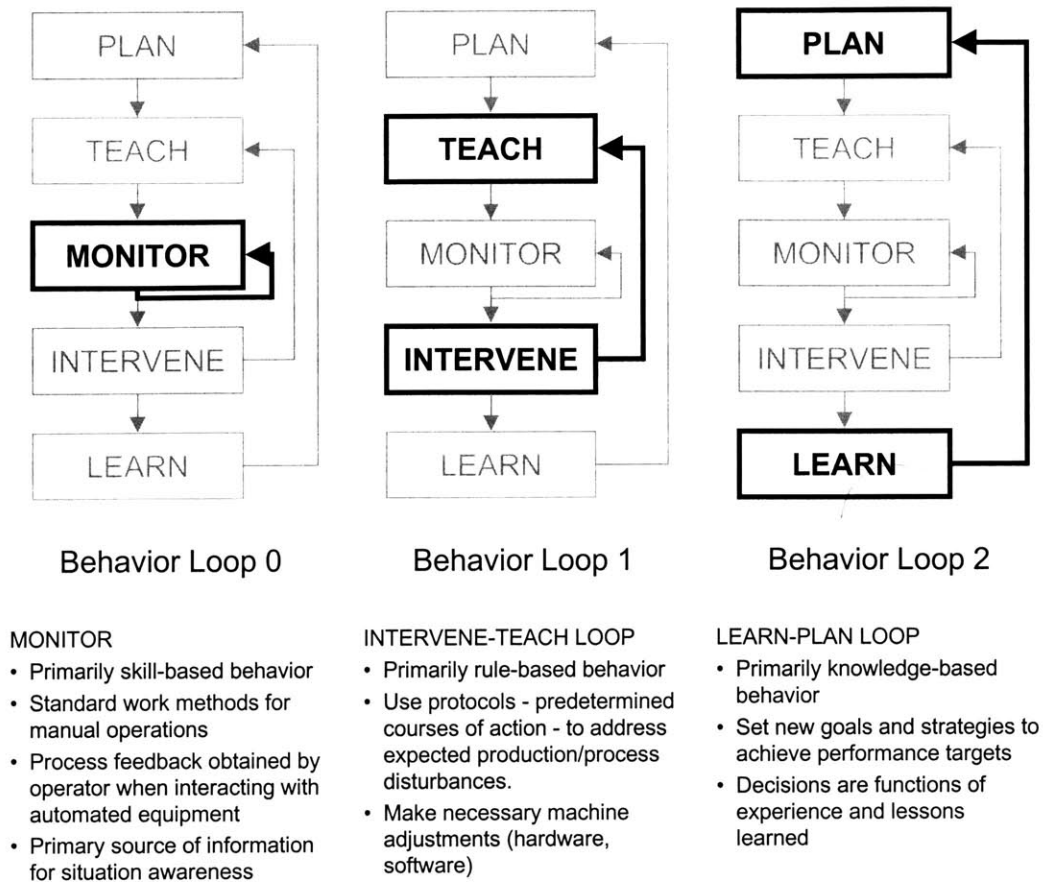 PLAN
TEACH
MONITOR
INTERVENE
LEARN
Behavior Loop 0
MONITOR
• Primarily skill-based behavior
• Standard work methods for
manual operations
• Process feedback obtained by
operator when interacting with
automated equipment
• Primary source of information
for situation awareness
PLAN
TEACH
MONITOR
INTERVENE
LEARN
Behavior Loop 1
INTERVENE-TEACH LOOP
• Primarily rule-based behavior
• Use protocols - predetermined
courses of action - to address
expected production/process
disturbances.
• Make necessary machine
adjustments (hardware,
software)
PLAN
TEACH
MONITOR
INTERVENE
LEARN
Behavior Loop 2
LEARN-PLAN LOOP
• Primarily knowledge-based
behavior
• Set new goals and strategies to
achieve performance targets
• Decisions are functions of
experience and lessons
learned